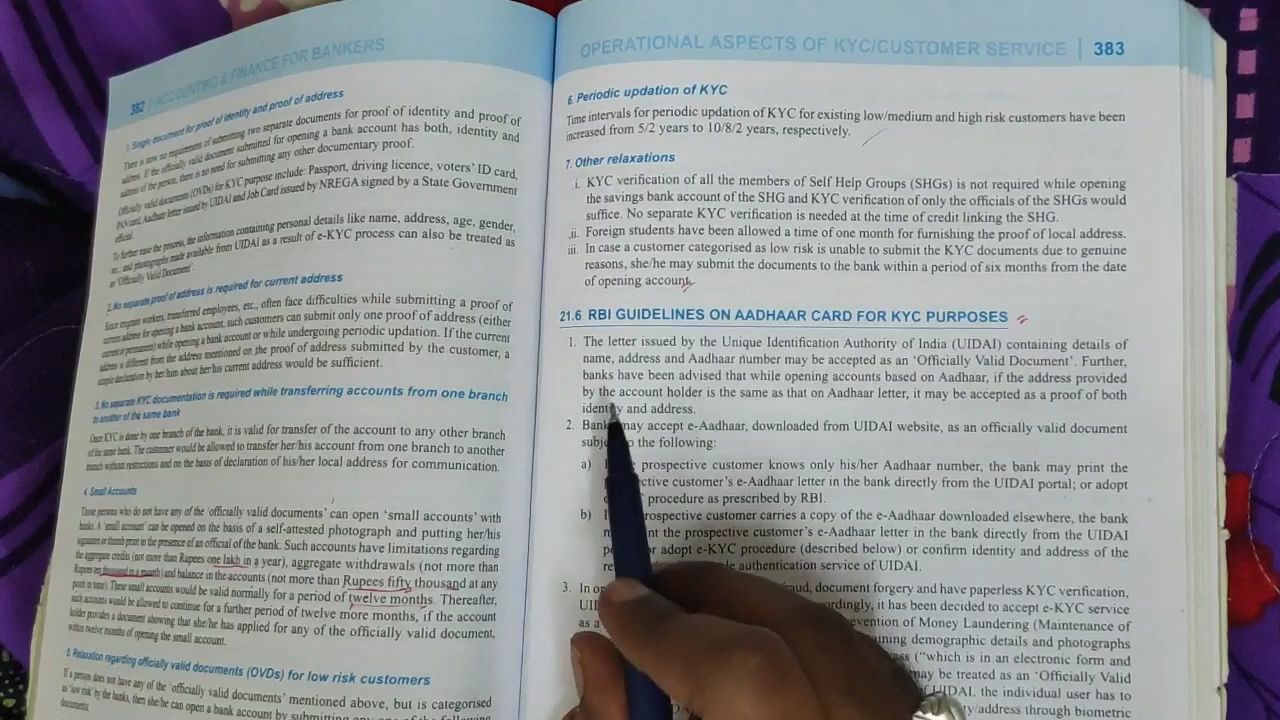 382 | ACCOUNTING & FINANCE FOR BANKERS
1. Single document for proof of identity and proof of address
There is now no requirement of submitting two separate documents for proof of identity and proof of
address. If the officially valid document submitted for opening a bank account has both, identity and
address of the person, there is no need for submitting any other documentary proof.
Officially valid documents (OVDs) for KYC purpose include: Passport, driving licence, voters' ID card,
PAN card, Aadhaar letter issued by UIDAI and Job Card issued by NREGA signed by a State Government
official.
To further ease the process, the information containing personal details like name, address, age, gender,
etc., and photographs made available from UIDAI as a result of e-KYC process can also be treated as
an 'Officially Valid Document'.
2. No separate proof of address is required for current address
Since migrant workers, transferred employees, etc., often face difficulties while submitting a proof of
current address for opening a bank account, such customers can submit only one proof of address (either
current or permanent) while opening a bank account or while undergoing periodic updation. If the current
address is different from the address mentioned on the proof of address submitted by the customer, a
simple declaration by her/him about her/his current address would be sufficient.
3. No separate KYC documentation is required while transferring accounts from one branch
to another of the same bank
Once KYC is done by one branch of the bank, it is valid for transfer of the account to any other branch
of the same bank. The customer would be allowed to transfer her/his account from one branch to another
branch without restrictions and on the basis of declaration of his/her local address for communication.
4. Small Accounts
Those persons who do not have any of the 'officially valid documents' can open 'small accounts' with
banks. A 'small account' can be opened on the basis of a self-attested photograph and putting her/his
signature or thumb print in the presence of an official of the bank. Such accounts have limitations regarding
the aggregate credits (not more than Rupees one lakh in a year), aggregate withdrawals (not more than
Rupees ten thousand in a month) and balance in the accounts (not more than Rupees fifty thousand at any
point in time). These small accounts would be valid normally for a period of twelve months. Thereafter,
such accounts would be allowed to continue for a further period of twelve more months, if the account
holder provides a document showing that she/he has applied for any of the officially valid document,
within twelve months of opening the small account.
5. Relaxation regarding officially valid documents (OVDs) for low risk customers
If a person does not have any of the 'officially valid documents' mentioned above, but is categorised
as 'low risk' by the banks, then she/he can open a bank account by submitting any one of the following
documents:
OPERATIONAL ASPECTS OF KYC/CUSTOMER SERVICE | 383
6. Periodic updation of KYC
Time intervals for periodic updation of KYC for existing low/medium and high risk customers have been
increased from 5/2 years to 10/8/2 years, respectively.
7. Other relaxations
i. KYC verification of all the members of Self Help Groups (SHGs) is not required while opening
the savings bank account of the SHG and KYC verification of only the officials of the SHGs would
suffice. No separate KYC verification is needed at the time of credit linking the SHG.
ii. Foreign students have been allowed a time of one month for furnishing the proof of local address.
iii. In case a customer categorised as low risk is unable to submit the KYC documents due to genuine
reasons, she/he may submit the documents to the bank within a period of six months from the date
of opening account.
21.6 RBI GUIDELINES ON AADHAAR CARD FOR KYC PURPOSES
1. The letter issued by the Unique Identification Authority of India (UIDAI) containing details of
name, address and Aadhaar number may be accepted as an 'Officially Valid Document'. Further,
banks have been advised that while opening accounts based on Aadhaar, if the address provided
by the account holder is the same as that on Aadhaar letter, it may be accepted as a proof of both
identity and address.
2. Banks may accept e-Aadhaar, downloaded from UIDAI website, as an officially valid document
to the following:
a) prospective customer knows only his/her Aadhaar number, the bank may print the
customer's e-Aadhaar letter in the bank directly from the UIDAI portal; or adopt
procedure as prescribed by RBI.
b) prospective customer carries a copy of the e-Aadhaar downloaded elsewhere, the bank
the prospective customer's e-Aadhaar letter in the bank directly from the UIDAI
or adopt e-KYC procedure (described below) or confirm identity and address of the
authentication service of UIDAI.
3. In document forgery and have paperless KYC verification,
it has been decided to accept e-KYC service
as a of Money Laundering (Maintenance of
demographic details and photographs
("which is in an electronic form and
may be treated as an 'Officially Valid
UIDAI, the individual user has to
address through biometric